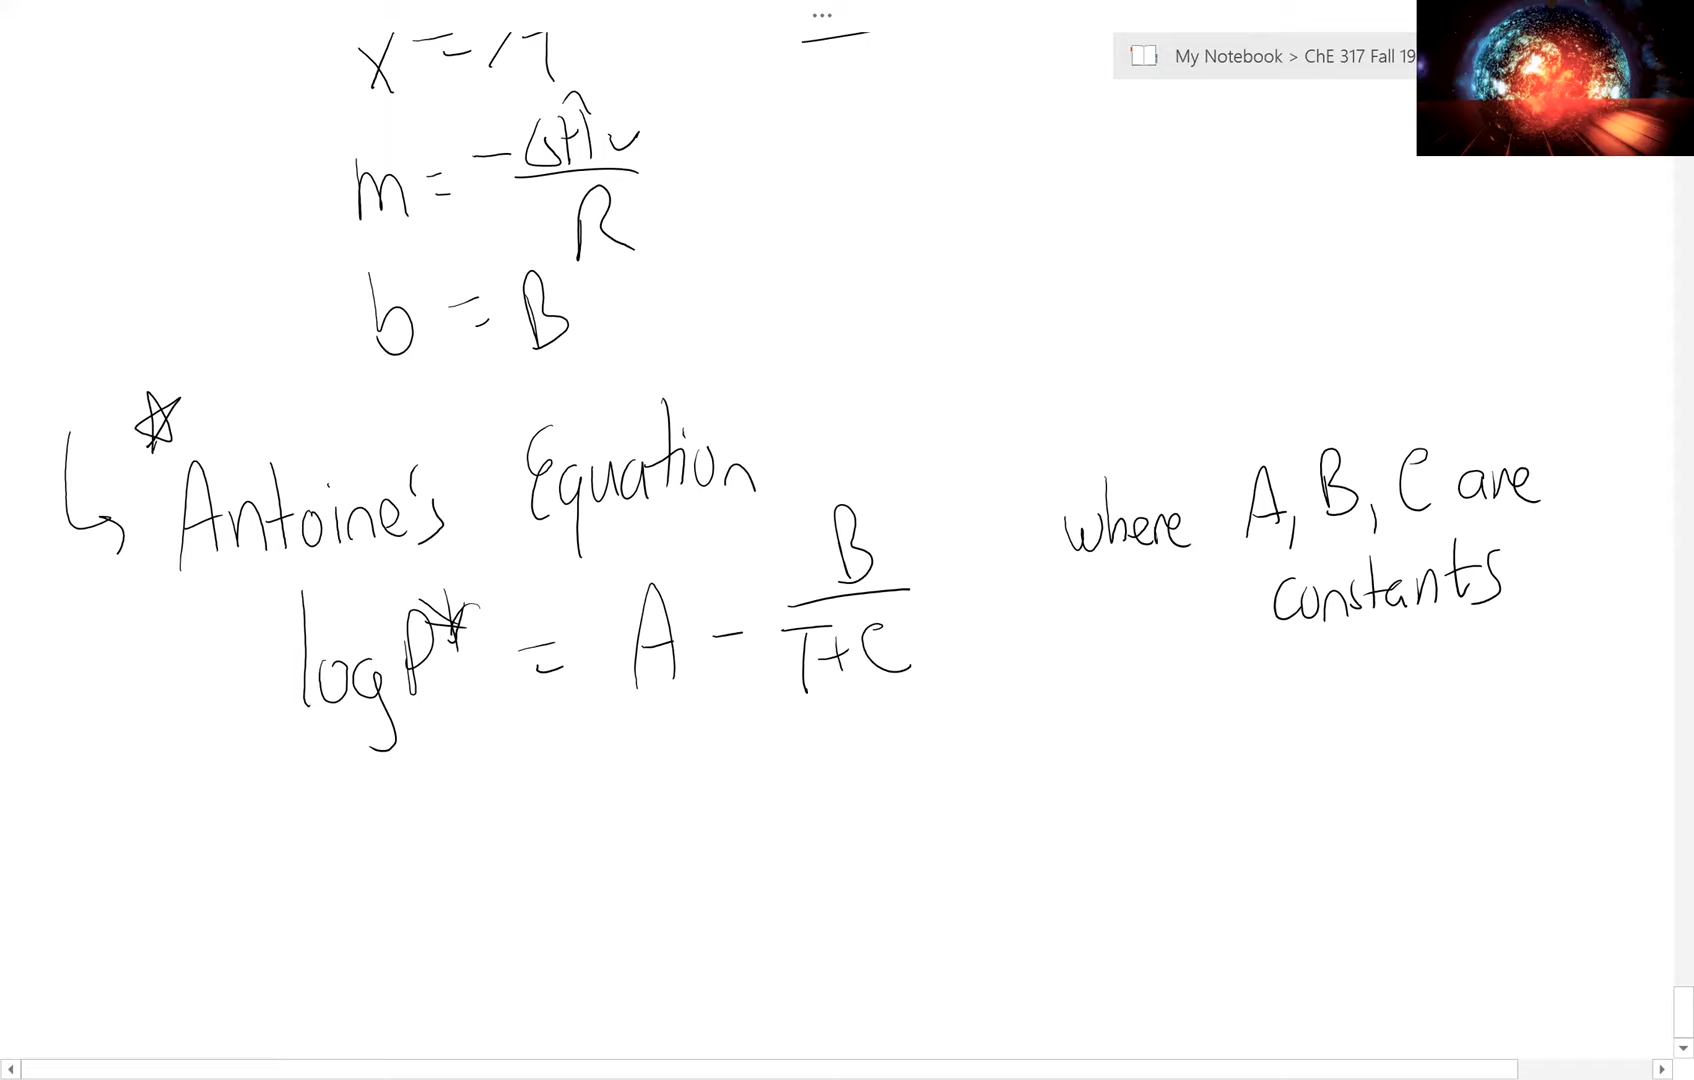 My Notebook > ChE 317 Fall 19
m = -ΔĤv / R
b = B
☆ Antoine's Equation
where A, B, C are
constants
log P* = A - B / (T+C)